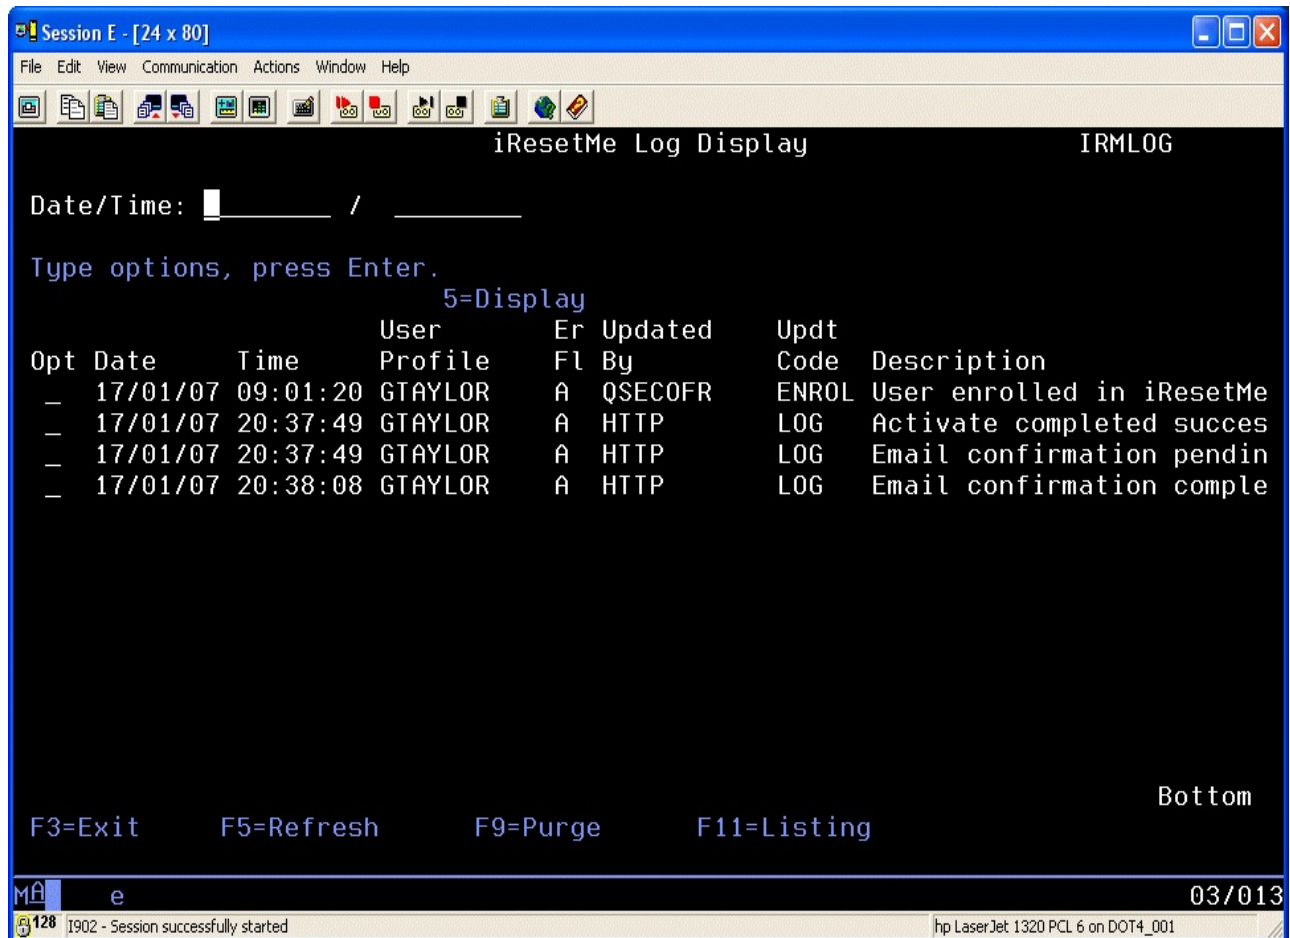 Session E - [24 x 80]
File Edit View Communication Actions Window Help
iResetMe Log Display IRMLOG
Date/Time: _________ / _________
Type options, press Enter.
5=Display
User Er Updated Updt
Opt Date Time Profile Fl By Code Description
_ 17/01/07 09:01:20 GTAYLOR A QSECOFR ENROL User enrolled in iResetMe
_ 17/01/07 20:37:49 GTAYLOR A HTTP LOG Activate completed succes
_ 17/01/07 20:37:49 GTAYLOR A HTTP LOG Email confirmation pendin
_ 17/01/07 20:38:08 GTAYLOR A HTTP LOG Email confirmation comple
Bottom
F3=Exit F5=Refresh F9=Purge F11=Listing
MA e 03/013
128 I902 - Session successfully started hp LaserJet 1320 PCL 6 on DOT4_001